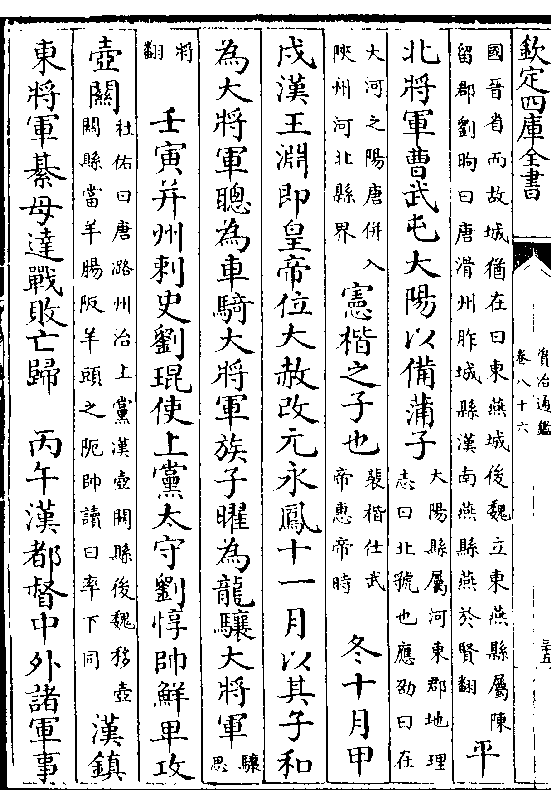 欽定四庫全書
資治通鑑
卷八十六
三十五
國晉省而故城猶在曰東燕城後魏立東燕縣屬陳
留郡劉昫曰唐滑州胙城縣漢南燕縣燕於賢翻
平
北將軍曹武屯大陽以備蒲子
大陽縣屬河東郡地理
志曰北虢也應劭曰在
大河之陽唐併入
陜州河北縣界
憲楷之子也
裴楷仕武
帝惠帝時
冬十月甲
戌漢王淵即皇帝位大赦改元永鳳十一月以其子和
為大將軍聰為車騎大將軍族子曜為龍驤大將軍
驤
思
將
翻
壬寅并州刺史劉琨使上黨太守劉惇帥鮮卑攻
壺關
杜佑曰唐潞州治上黨漢壺關縣後魏移壺
關縣當羊腸阪羊頭之阨帥讀曰率下同
漢鎮
東將軍綦毋達戰敗亡歸
丙午漢都督中外諸軍事